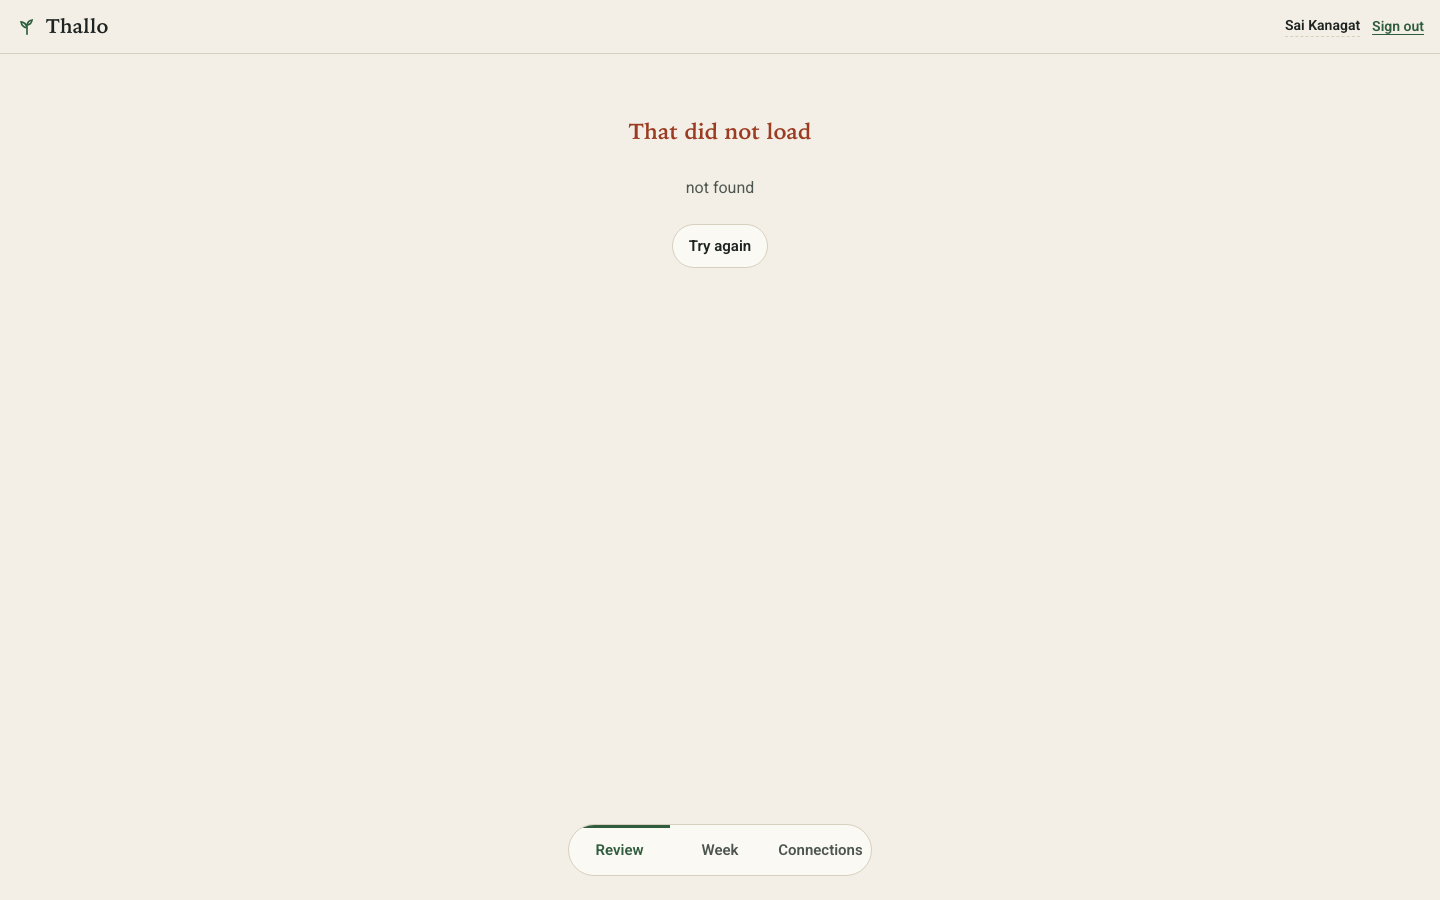 Thallo
Sai Kanagat
Sign out
That did not load
not found
Try again
Review
Week
Connections